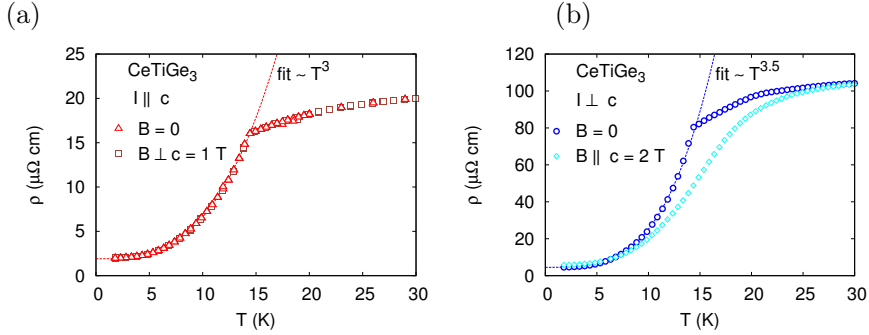 (a)
25
20
15
10
5
0
0 5 10 15 20 25 30
ρ (μΩ cm)
T (K)
CeTiGe3
I ∥ c
B = 0
B ⊥ c = 1 T
fit ~ T^3
(b)
120
100
80
60
40
20
0
0 5 10 15 20 25 30
ρ (μΩ cm)
T (K)
CeTiGe3
I ⊥ c
B = 0
B ∥ c = 2 T
fit ~ T^3.5